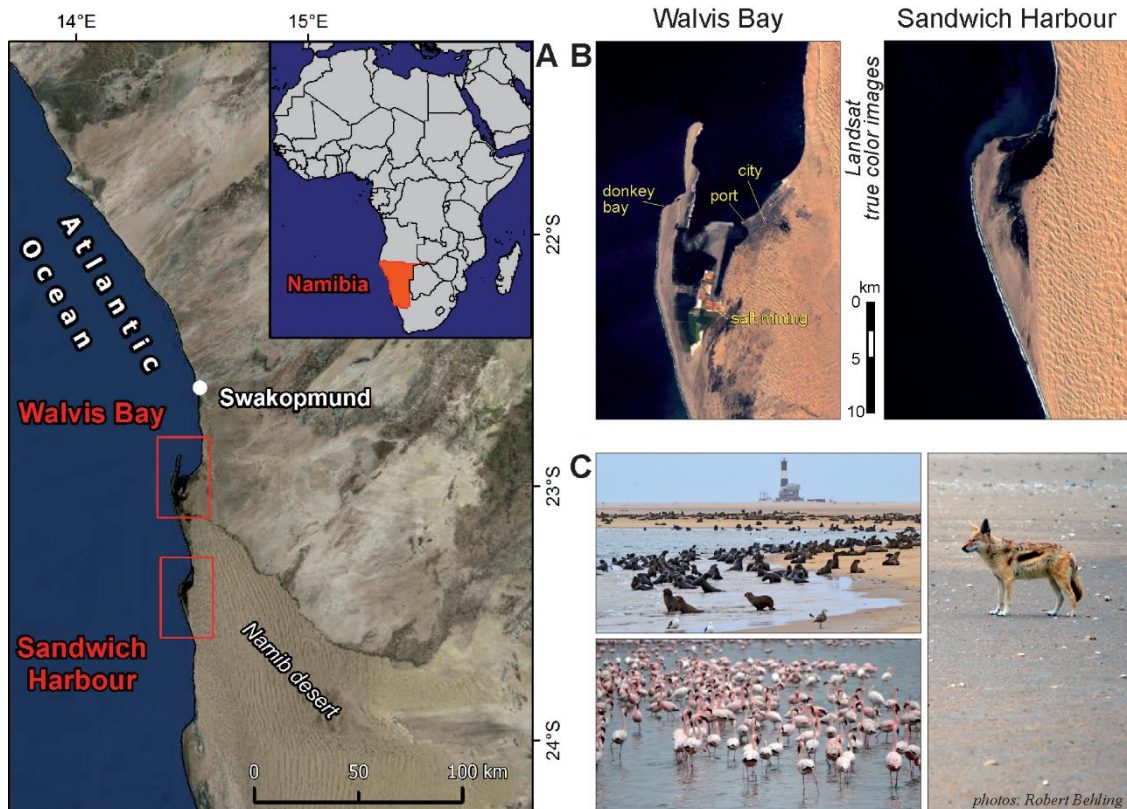 14°E
15°E
A
Namibia
22°S
Atlantic
Ocean
Swakopmund
Walvis Bay
23°S
Sandwich
Harbour
Namib desert
24°S
0 50 100 km
B
Walvis Bay
Sandwich Harbour
Landsat
true color images
donkey
bay
port
city
salt mining
km
0
5
10
C
photos: Robert Behling